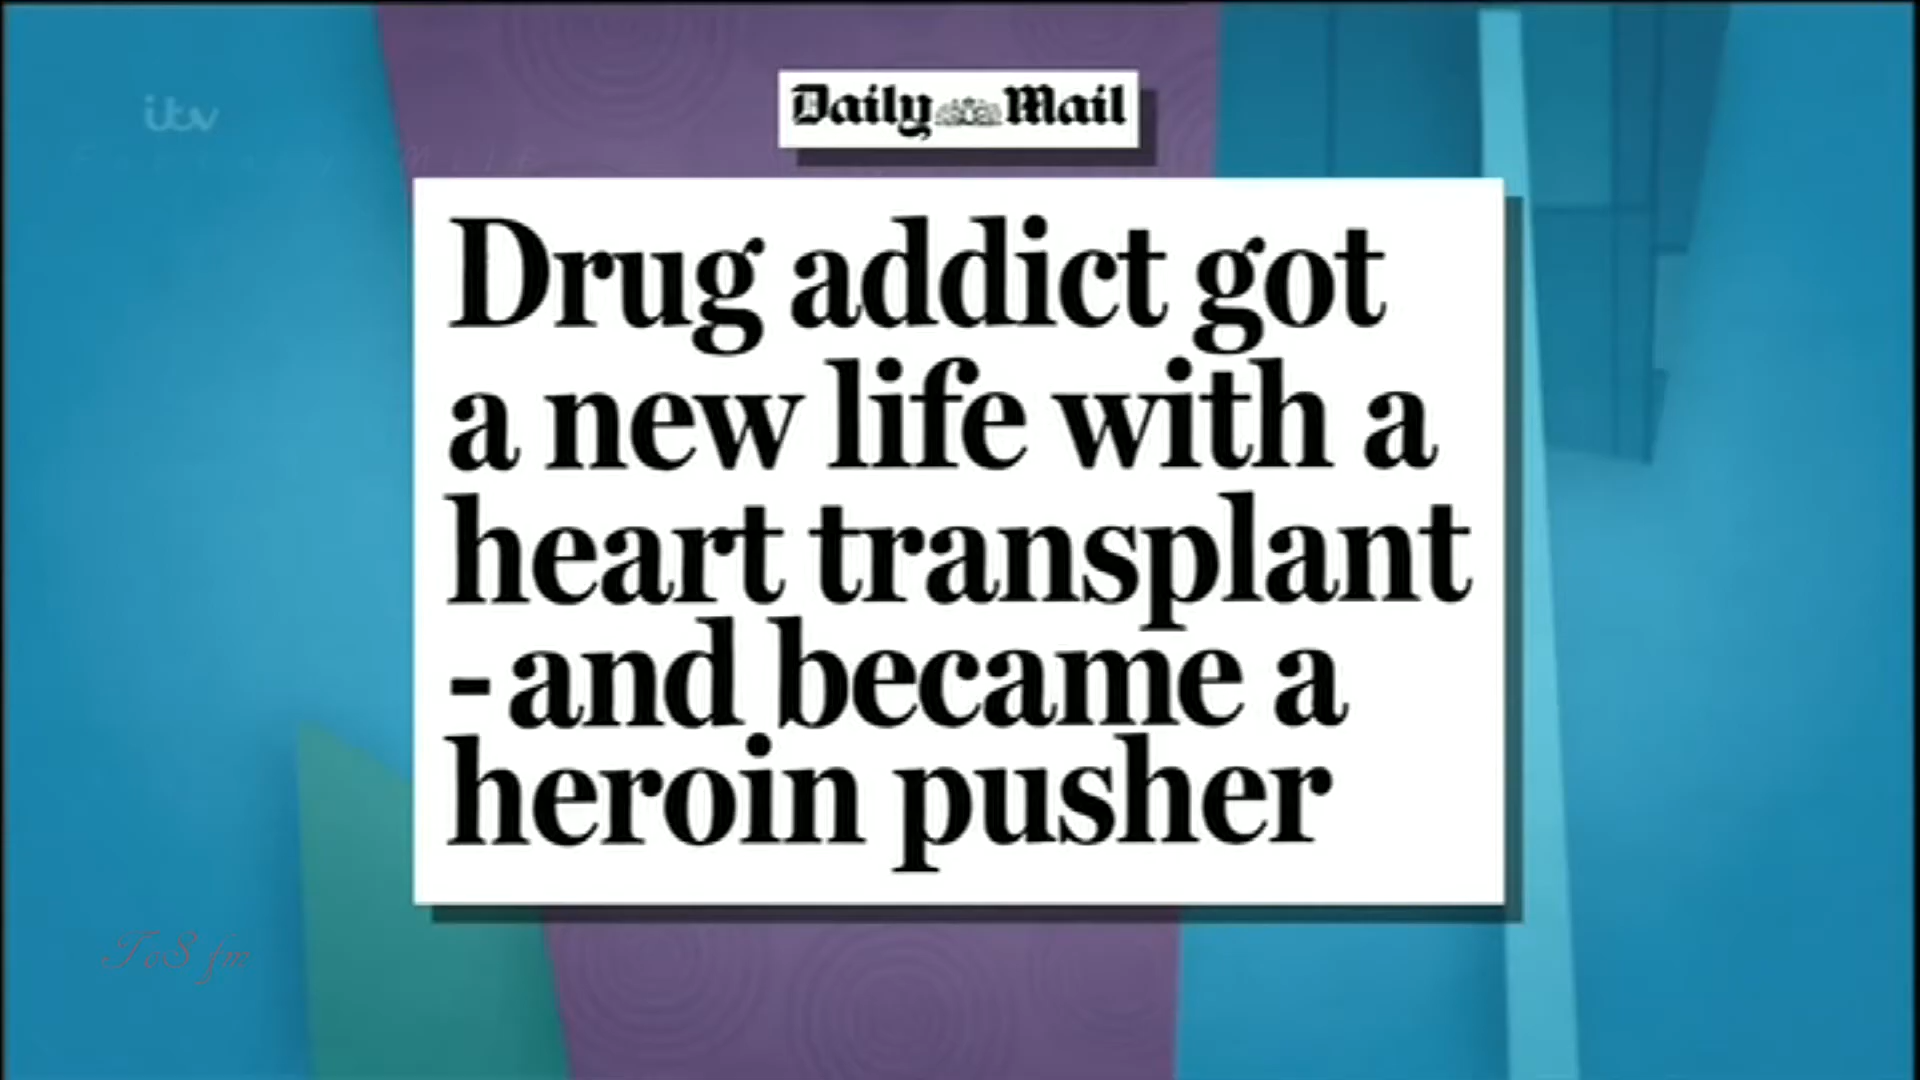 itv
Daily Mail
Drug addict got
a new life with a
heart transplant
- and became a
heroin pusher